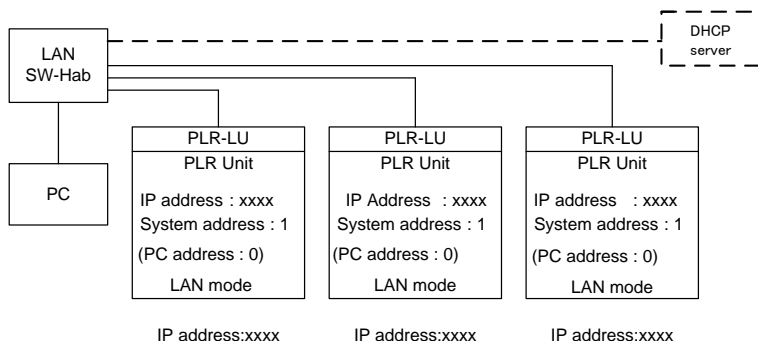 DHCP
server
LAN
SW-Hab
PC
PLR-LU
PLR Unit
IP address : xxxx
System address : 1
(PC address : 0)
LAN mode
IP address:xxxx
PLR-LU
PLR Unit
IP Address : xxxx
System address : 1
(PC address : 0)
LAN mode
IP address:xxxx
PLR-LU
PLR Unit
IP address : xxxx
System address : 1
(PC address : 0)
LAN mode
IP address:xxxx